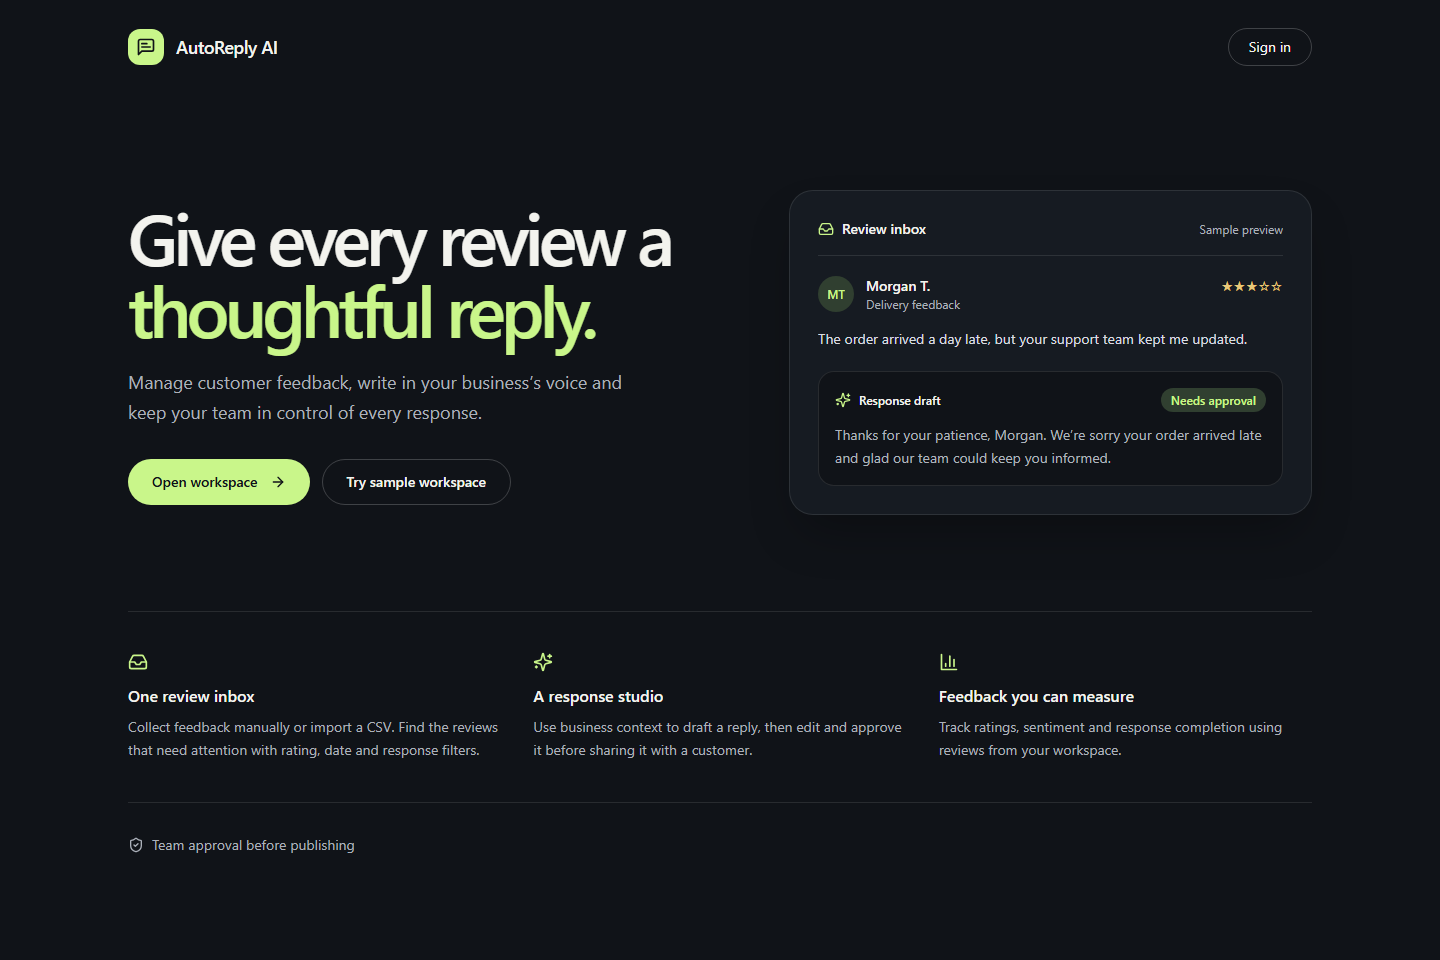 AutoReply AI
Sign in
Give every review a
thoughtful reply.
Manage customer feedback, write in your business’s voice and
keep your team in control of every response.
Open workspace
Try sample workspace
Review inbox
Sample preview
MT
Morgan T.
Delivery feedback
★★★☆☆
The order arrived a day late, but your support team kept me updated.
Response draft
Needs approval
Thanks for your patience, Morgan. We’re sorry your order arrived late
and glad our team could keep you informed.
One review inbox
Collect feedback manually or import a CSV. Find the reviews
that need attention with rating, date and response filters.
A response studio
Use business context to draft a reply, then edit and approve
it before sharing it with a customer.
Feedback you can measure
Track ratings, sentiment and response completion using
reviews from your workspace.
Team approval before publishing